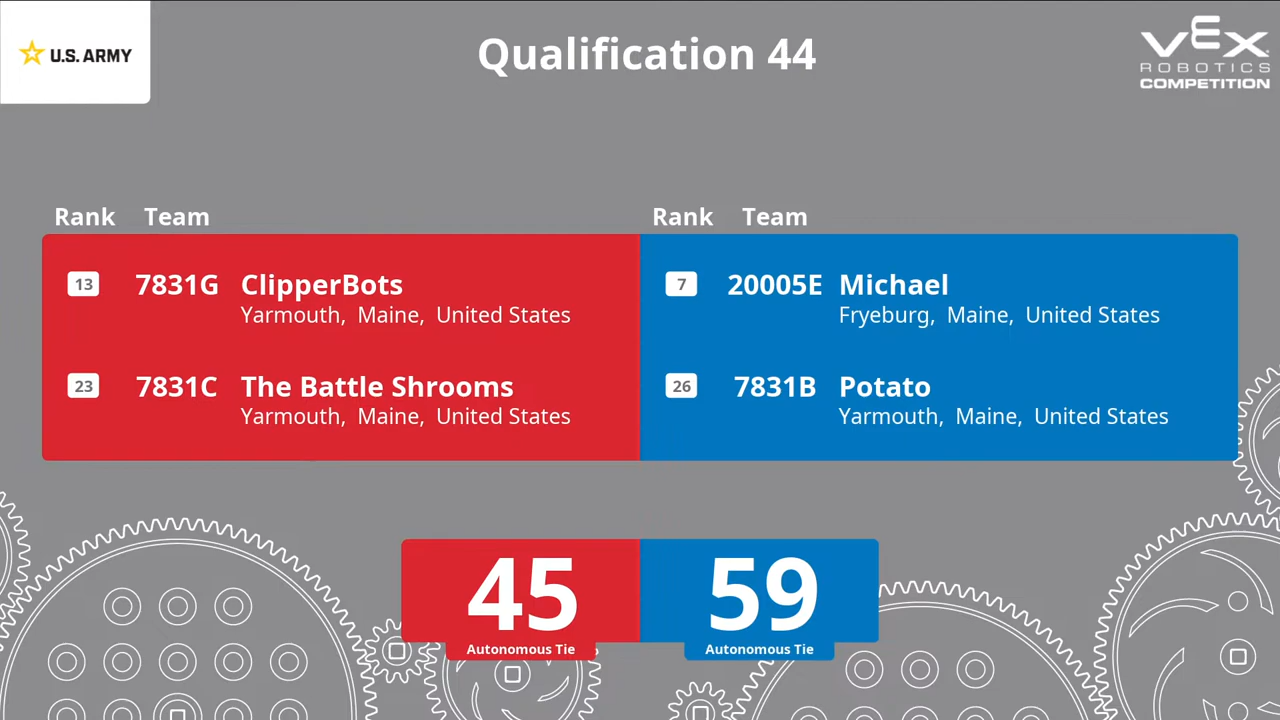 U.S. ARMY
Qualification 44
VEX
ROBOTICS
COMPETITION
Rank Team
13 7831G ClipperBots
Yarmouth, Maine, United States
23 7831C The Battle Shrooms
Yarmouth, Maine, United States
Rank Team
7 20005E Michael
Fryeburg, Maine, United States
26 7831B Potato
Yarmouth, Maine, United States
45
Autonomous Tie
59
Autonomous Tie